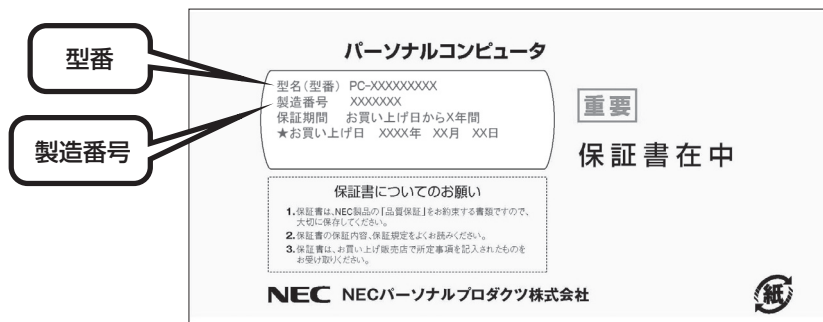 型番
製造番号
パーソナルコンピュータ
型名(型番) PC-XXXXXXXXX
製造番号 XXXXXXX
保証期間 お買い上げ日からX年間
★お買い上げ日 XXXX年 XX月 XX日
重要
保証書在中
保証書についてのお願い
1.保証書は、NEC製品の「品質保証」をお約束する書類ですので、
大切に保存してください。
2.保証書の保証内容、保証規定をよくお読みください。
3.保証書は、お買い上げ販売店で所定事項を記入されたものを
お受け取りください。
NEC NECパーソナルプロダクツ株式会社
紙